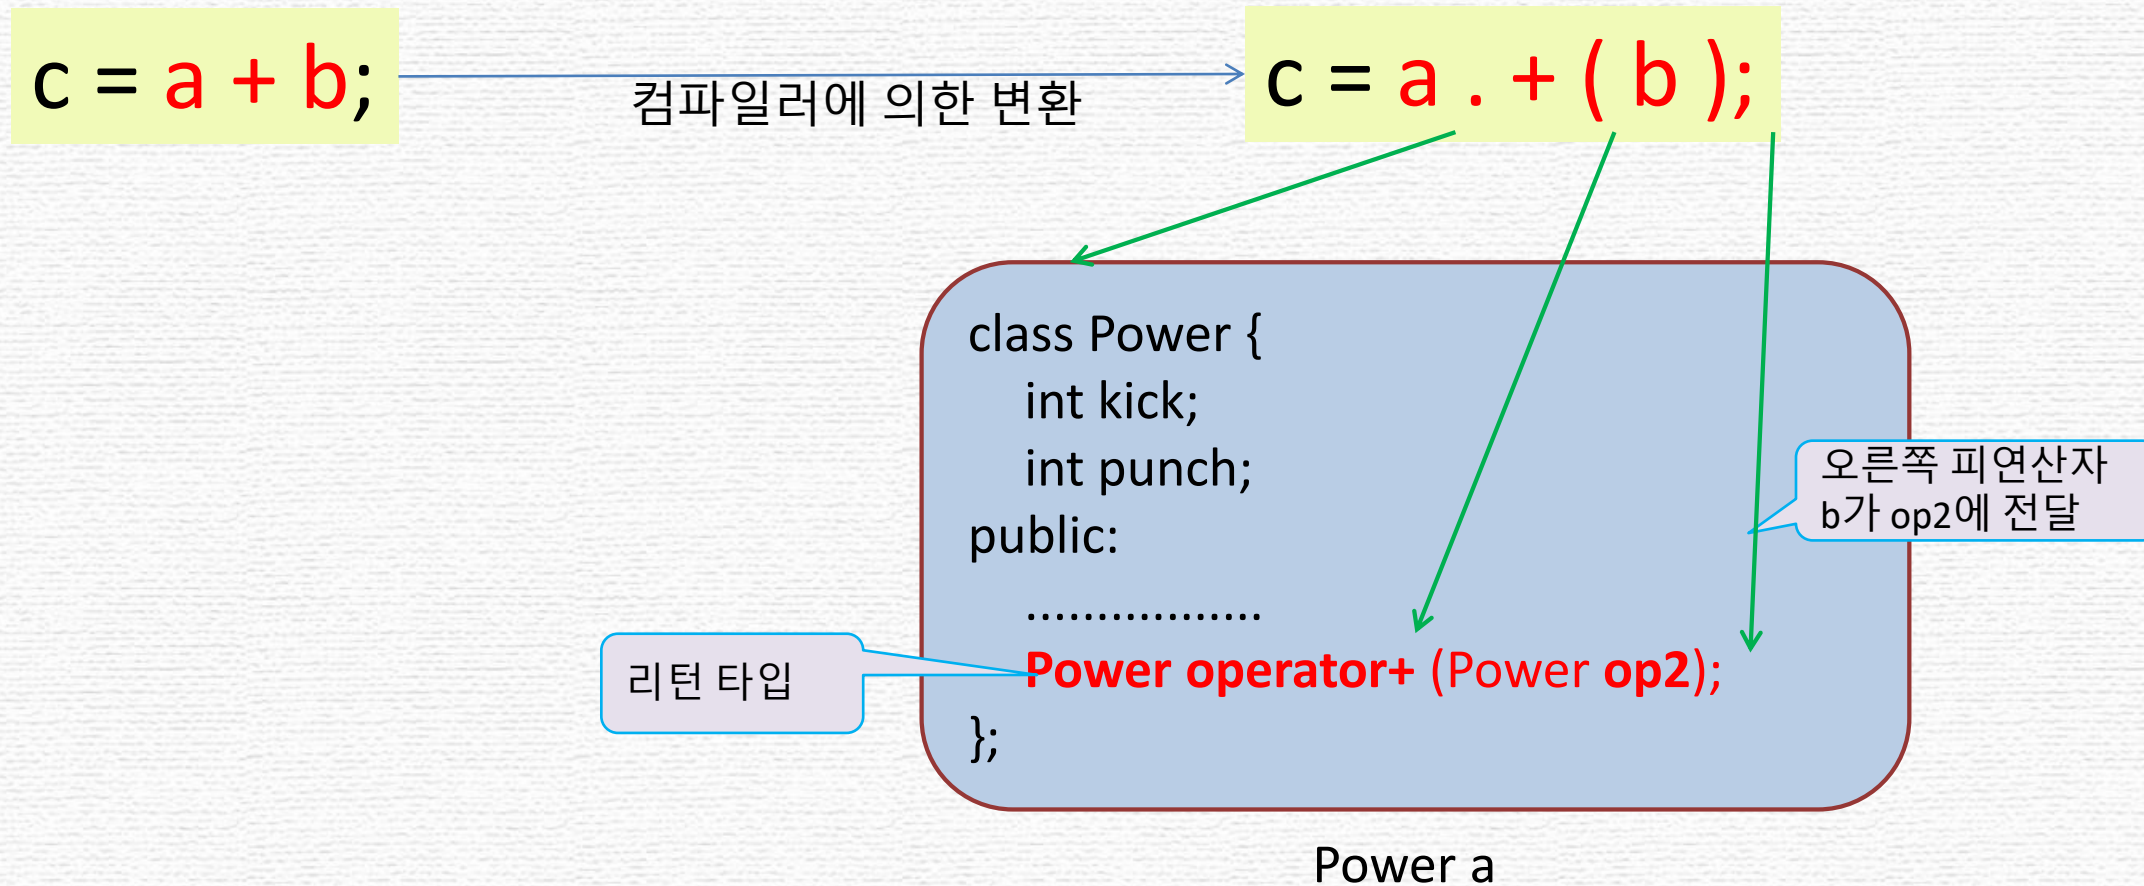 c = a + b;
컴파일러에 의한 변환
c = a . + ( b );
class Power {
int kick;
int punch;
public:
.................
Power operator+ (Power op2);
};
오른쪽 피연산자
b가 op2에 전달
리턴 타입
Power a